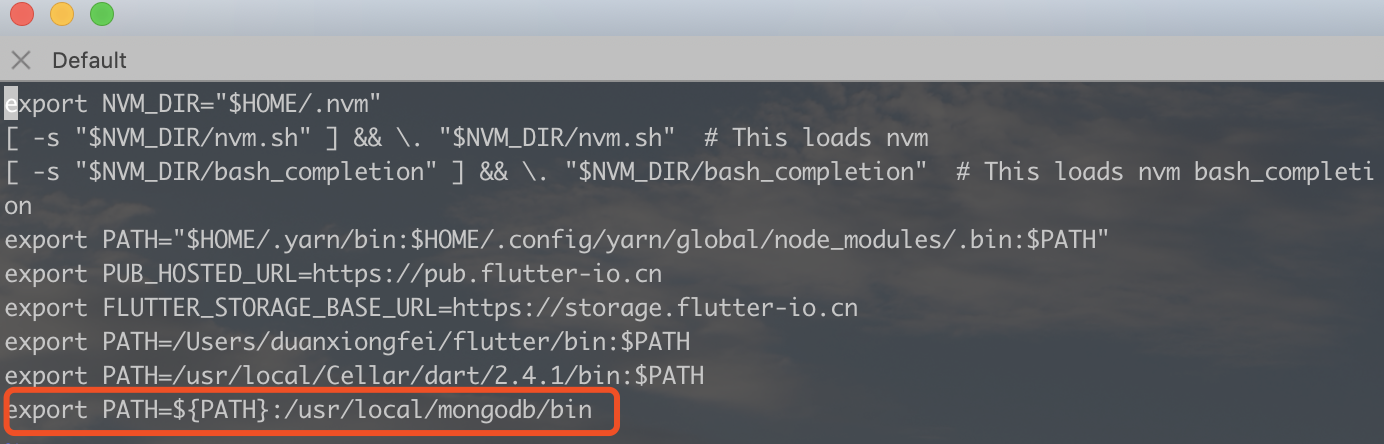 Default
export NVM_DIR="$HOME/.nvm"
[ -s "$NVM_DIR/nvm.sh" ] && \. "$NVM_DIR/nvm.sh"  # This loads nvm
[ -s "$NVM_DIR/bash_completion" ] && \. "$NVM_DIR/bash_completion"  # This loads nvm bash_completi
on
export PATH="$HOME/.yarn/bin:$HOME/.config/yarn/global/node_modules/.bin:$PATH"
export PUB_HOSTED_URL=https://pub.flutter-io.cn
export FLUTTER_STORAGE_BASE_URL=https://storage.flutter-io.cn
export PATH=/Users/duanxiongfei/flutter/bin:$PATH
export PATH=/usr/local/Cellar/dart/2.4.1/bin:$PATH
export PATH=${PATH}:/usr/local/mongodb/bin